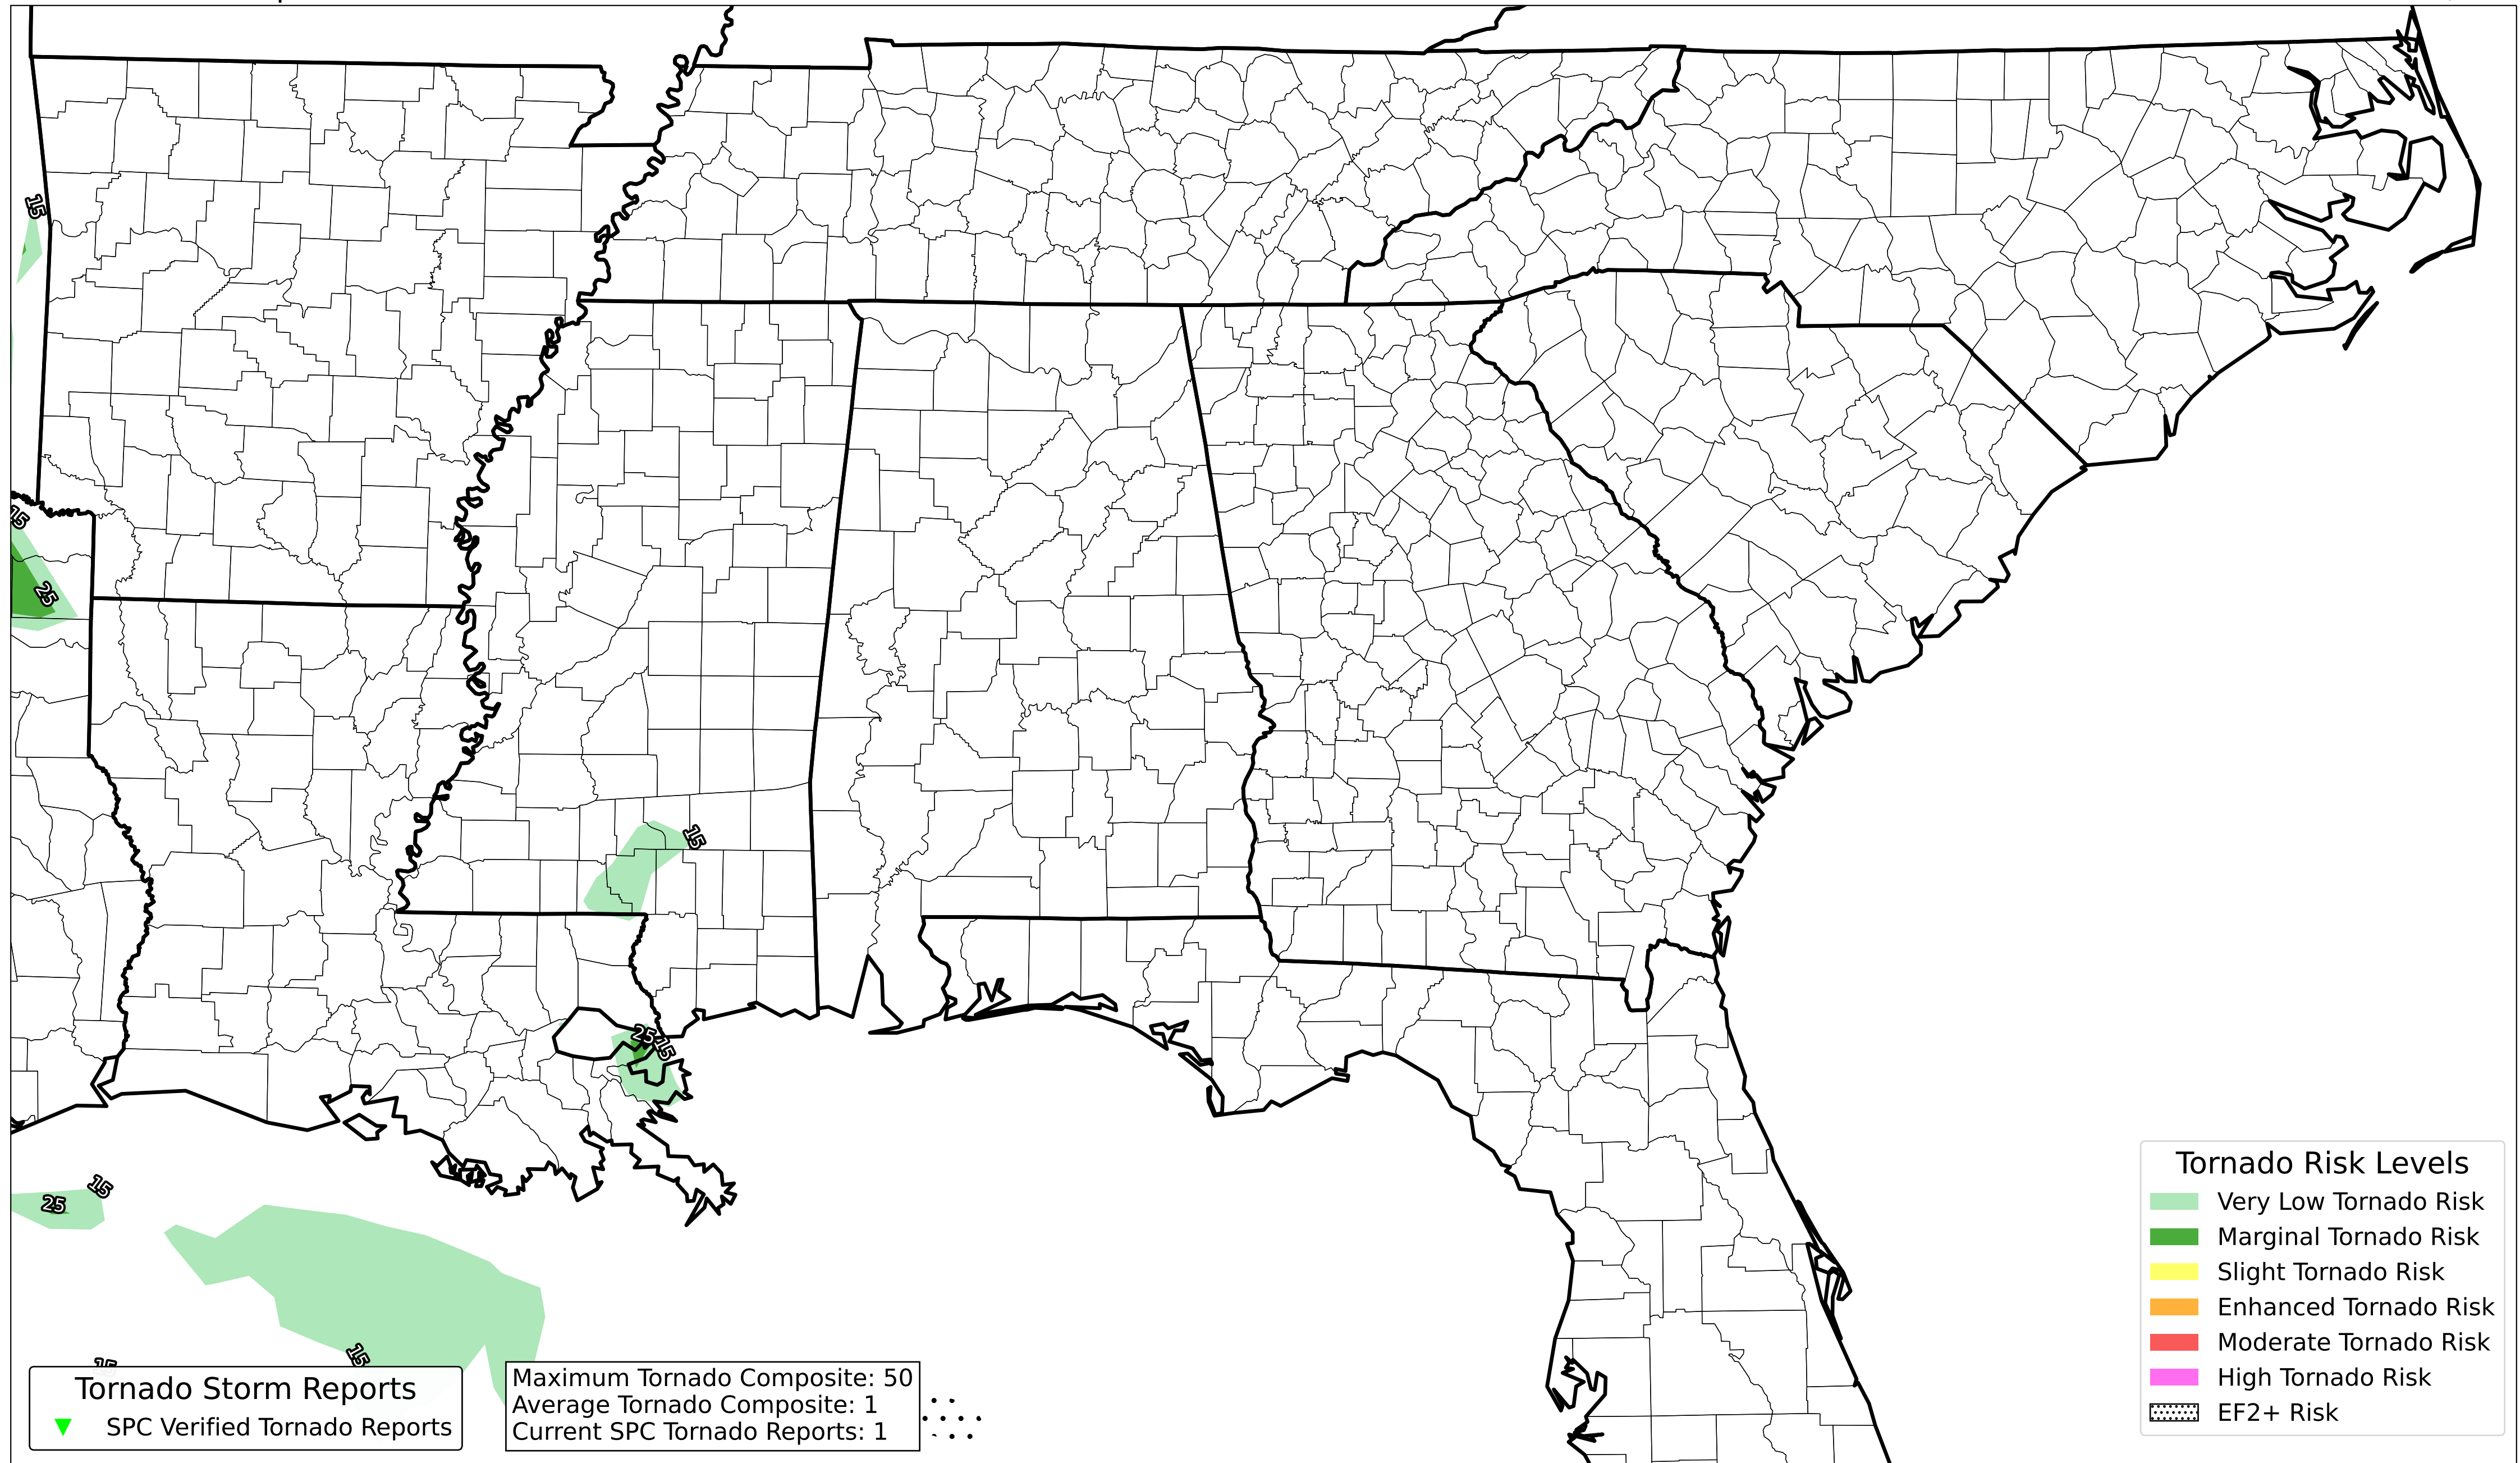 15
15
25
15
25
15
15
25
15
15
Tornado Storm Reports
SPC Verified Tornado Reports
Maximum Tornado Composite: 50
Average Tornado Composite: 1
Current SPC Tornado Reports: 1
Tornado Risk Levels
Very Low Tornado Risk
Marginal Tornado Risk
Slight Tornado Risk
Enhanced Tornado Risk
Moderate Tornado Risk
High Tornado Risk
EF2+ Risk